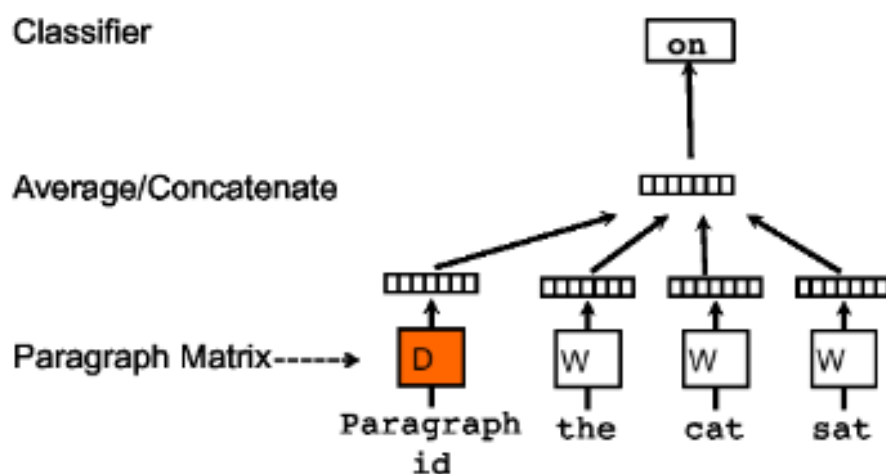 Classifier
on
Average/Concatenate
Paragraph Matrix----->
D
W
W
W
Paragraph
id
the
cat
sat